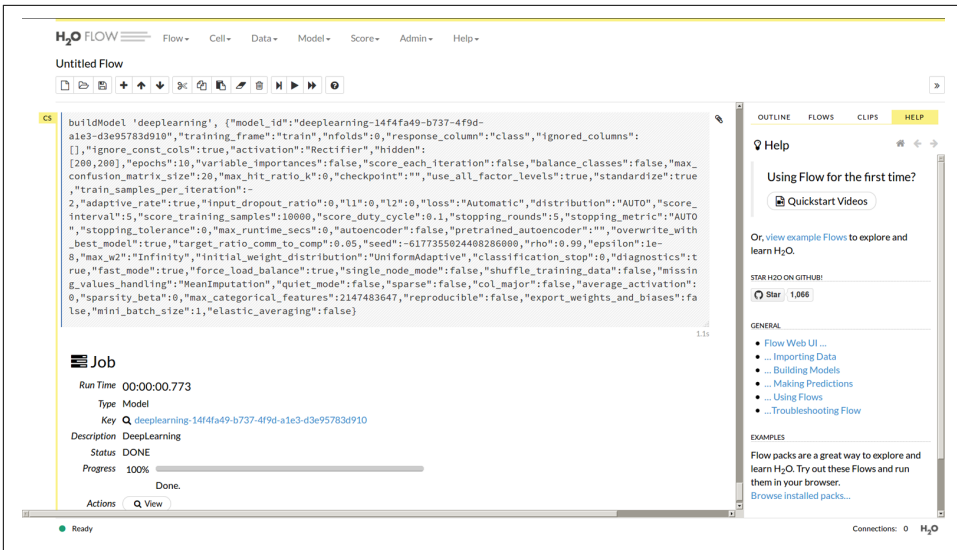 H2O FLOW Flow Cell Data Model Score Admin Help
Untitled Flow
CS
buildModel 'deeplearning', {"model_id":"deeplearning-14f4fa49-b737-4f9d-
a1e3-d3e95783d910","training_frame":"train","nfolds":0,"response_column":"class","ignored_columns":
[],"ignore_const_cols":true,"activation":"Rectifier","hidden":
[200,200],"epochs":10,"variable_importances":false,"score_each_iteration":false,"balance_classes":false,"max_
confusion_matrix_size":20,"max_hit_ratio_k":0,"checkpoint":"","use_all_factor_levels":true,"standardize":true
,"train_samples_per_iteration":-
2,"adaptive_rate":true,"input_dropout_ratio":0,"l1":0,"l2":0,"loss":"Automatic","distribution":"AUTO","score_
interval":5,"score_training_samples":10000,"score_duty_cycle":0.1,"stopping_rounds":5,"stopping_metric":"AUTO
","stopping_tolerance":0,"max_runtime_secs":0,"autoencoder":false,"pretrained_autoencoder":"","overwrite_with
_best_model":true,"target_ratio_comm_to_comp":0.05,"seed":-6177355024408286000,"rho":0.99,"epsilon":1e-
8,"max_w2":"Infinity","initial_weight_distribution":"UniformAdaptive","classification_stop":0,"diagnostics":t
rue,"fast_mode":true,"force_load_balance":true,"single_node_mode":false,"shuffle_training_data":false,"missin
g_values_handling":"MeanImputation","quiet_mode":false,"sparse":false,"col_major":false,"average_activation":
0,"sparsity_beta":0,"max_categorical_features":2147483647,"reproducible":false,"export_weights_and_biases":fa
lse,"mini_batch_size":1,"elastic_averaging":false}
1.1s
Job
Run Time 00:00:00.773
Type Model
Key deeplearning-14f4fa49-b737-4f9d-a1e3-d3e95783d910
Description DeepLearning
Status DONE
Progress 100%
Done.
Actions View
OUTLINE FLOWS CLIPS HELP
Help
Using Flow for the first time?
Quickstart Videos
Or, view example Flows to explore and
learn H2O.
STAR H2O ON GITHUB!
Star 1,066
GENERAL
• Flow Web UI ...
• ... Importing Data
• ... Building Models
• ... Making Predictions
• ... Using Flows
• ...Troubleshooting Flow
EXAMPLES
Flow packs are a great way to explore and
learn H2O. Try out these Flows and run
them in your browser.
Browse installed packs...
Ready
Connections: 0 H2O